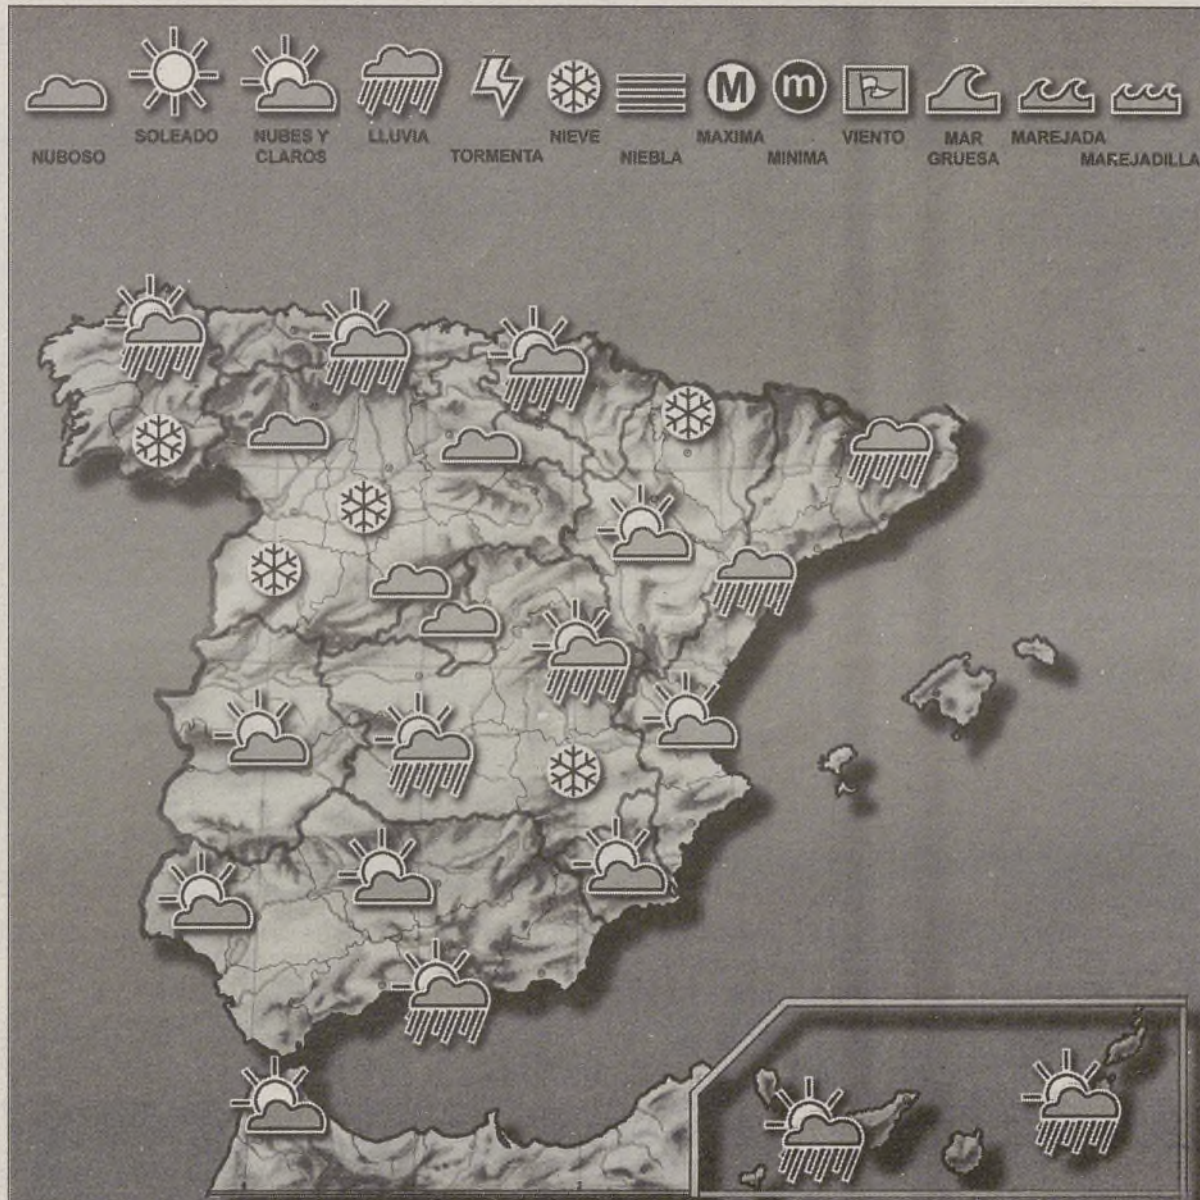 M
m
NUBOSO
SOLEADO
NUBES Y
CLAROS
LLUVIA
TORMENTA
NIEVE
NIEBLA
MAXIMA
MINIMA
VIENTO
MAR
GRUESA
MAREJADA
MAREJADILLA